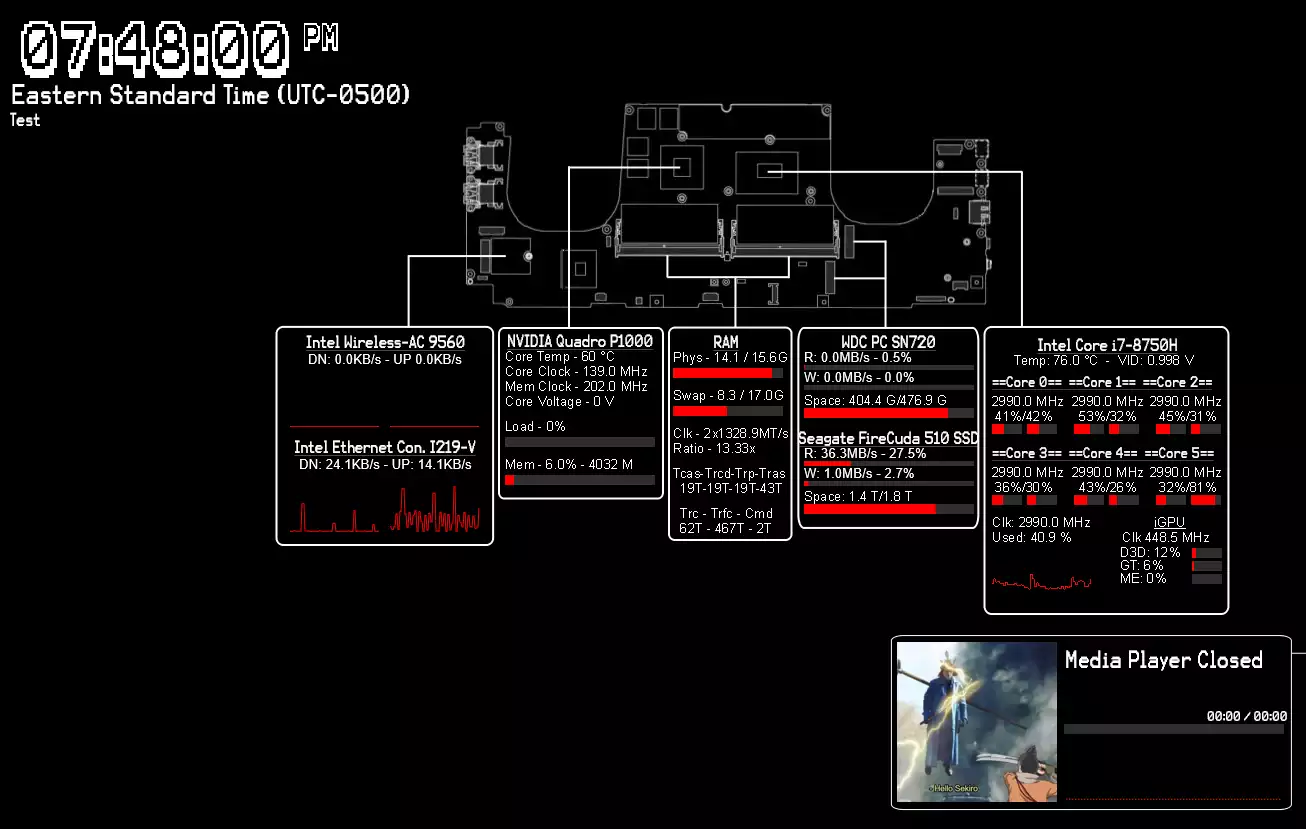 07:48:00 PM
Eastern Standard Time (UTC-0500)
Test
Intel Wireless-AC 9560
DN: 0.0KB/s - UP 0.0KB/s
Intel Ethernet Con. I219-V
DN: 24.1KB/s - UP: 14.1KB/s
NVIDIA Quadro P1000
Core Temp - 60 °C
Core Clock - 139.0 MHz
Mem Clock - 202.0 MHz
Core Voltage - 0 V
Load - 0%
Mem - 6.0% - 4032 M
RAM
Phys - 14.1 / 15.6G
Swap - 8.3 / 17.0G
Clk - 2x1328.9MT/s
Ratio - 13.33x
Tcas-Trcd-Trp-Tras
19T-19T-19T-43T
Trc - Trfc - Cmd
62T - 467T - 2T
WDC PC SN720
R: 0.0MB/s - 0.5%
W: 0.0MB/s - 0.0%
Space: 404.4 G/476.9 G
Seagate FireCuda 510 SSD
R: 36.3MB/s - 27.5%
W: 1.0MB/s - 2.7%
Space: 1.4 T/1.8 T
Intel Core i7-8750H
Temp: 76.0 °C - VID: 0.998 V
==Core 0== ==Core 1== ==Core 2==
2990.0 MHz 2990.0 MHz 2990.0 MHz
41%/42% 53%/32% 45%/31%
==Core 3== ==Core 4== ==Core 5==
2990.0 MHz 2990.0 MHz 2990.0 MHz
36%/30% 43%/26% 32%/81%
Clk: 2990.0 MHz
Used: 40.9 %
iGPU
Clk 448.5 MHz
D3D: 12%
GT: 6%
ME: 0%
Media Player Closed
00:00 / 00:00
- Hello Sekiro